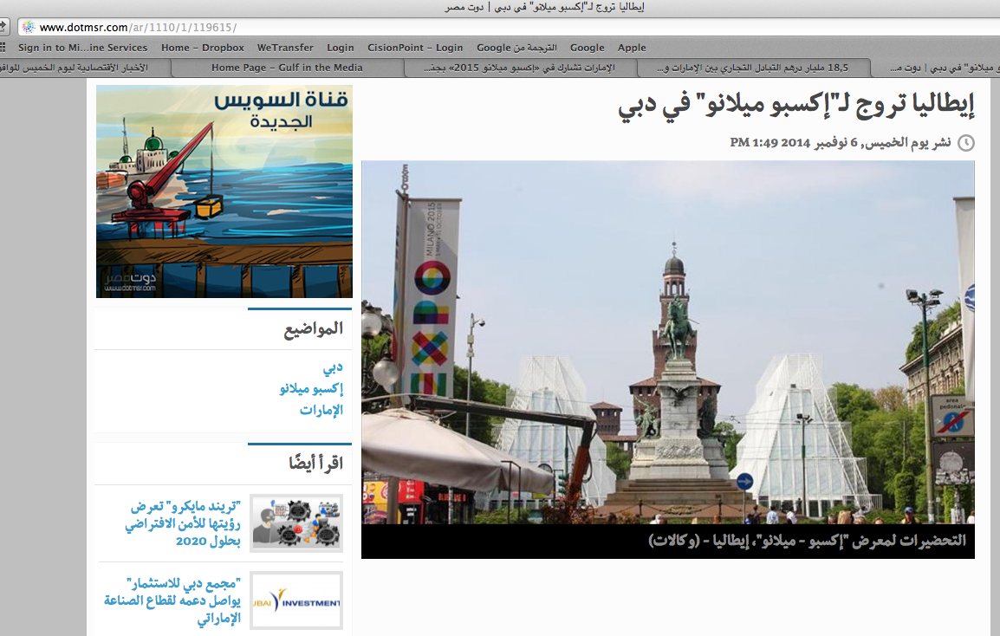 إيطاليا تروج لـ"إكسبو ميلانو" في دبي | دوت مصر
www.dotmsr.com/ar/1110/1/119615/
Sign in to Mi...ine Services
Home – Dropbox
WeTransfer
Login
CisionPoint – Login
الترجمة من Google
Google
Apple
الأخبار الأقتصادية ليوم الخميس للموافق
Home Page – Gulf in the Media
الإمارات تشارك في «إكسبو ميلانو 2015» بجنـ...
18,5 مليار درهم التبادل التجاري بين الإمارات و...
و ميلانو" في دبي | دوت مـ...
إيطاليا تروج لـ"إكسبو ميلانو" في دبي
نشر يوم الخميس, 6 نوفمبر 2014 1:49 PM
MILANO 2015
EXPO
area
pedonale
التحضيرات لمعرض "إكسبو - ميلانو"، إيطاليا - (وكالات)
قناة السويس
الجديدة
دوت مصر
www.dotmsr.com
المواضيع
دبي
إكسبو ميلانو
الإمارات
اقرأ أيضًا
"تريند مايكرو" تعرض
رؤيتها للأمن الافتراضي
بحلول 2020
UBAI INVESTMENT
"مجمع دبي للاستثمار"
يواصل دعمه لقطاع الصناعة
الإماراتي